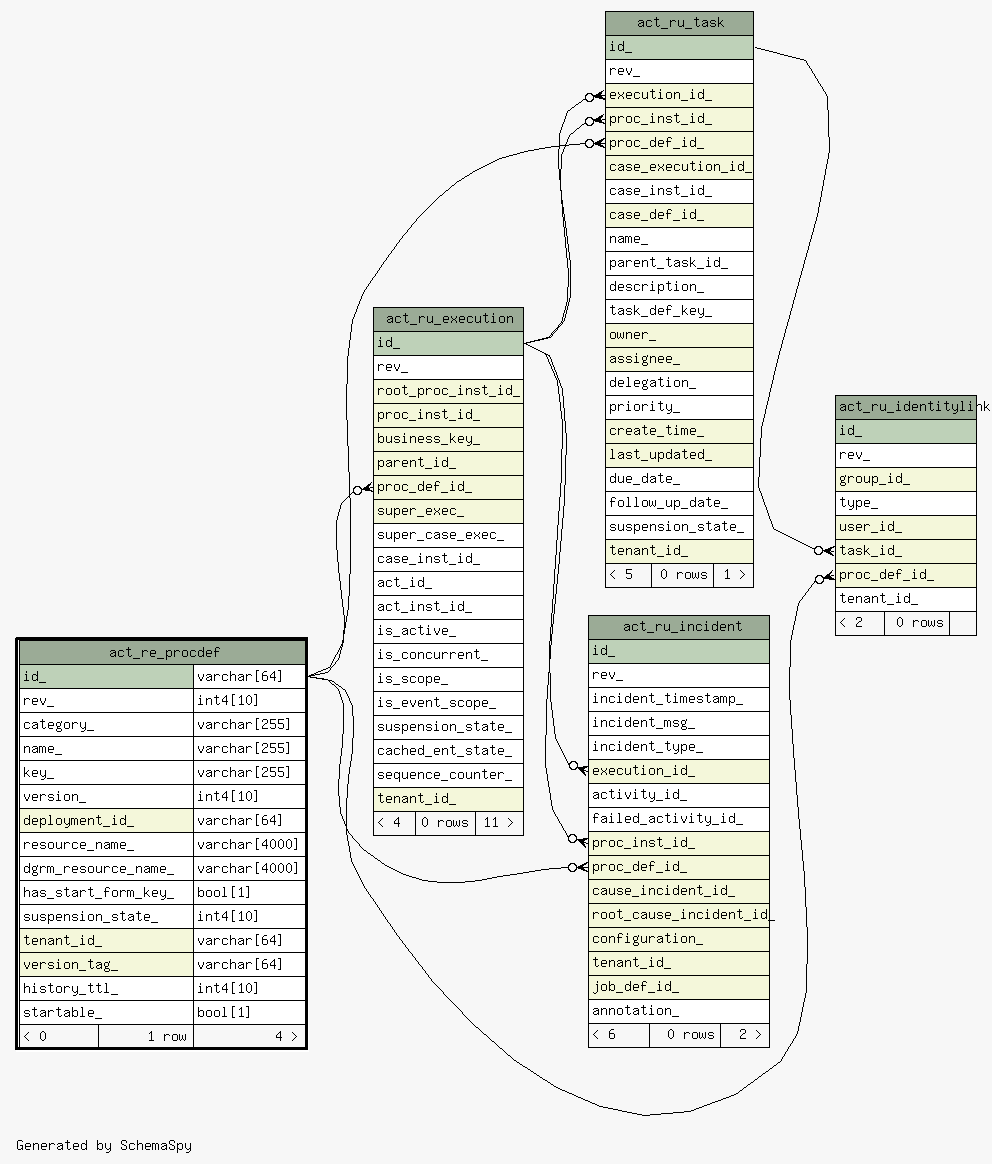 act_ru_task
id_
rev_
execution_id_
proc_inst_id_
proc_def_id_
case_execution_id_
case_inst_id_
case_def_id_
name_
parent_task_id_
description_
task_def_key_
owner_
assignee_
delegation_
priority_
create_time_
last_updated_
due_date_
follow_up_date_
suspension_state_
tenant_id_
< 5 0 rows 1 >
act_ru_execution
id_
rev_
root_proc_inst_id_
proc_inst_id_
business_key_
parent_id_
proc_def_id_
super_exec_
super_case_exec_
case_inst_id_
act_id_
act_inst_id_
is_active_
is_concurrent_
is_scope_
is_event_scope_
suspension_state_
cached_ent_state_
sequence_counter_
tenant_id_
< 4 0 rows 11 >
act_ru_identitylink
id_
rev_
group_id_
type_
user_id_
task_id_
proc_def_id_
tenant_id_
< 2 0 rows
act_ru_incident
id_
rev_
incident_timestamp_
incident_msg_
incident_type_
execution_id_
activity_id_
failed_activity_id_
proc_inst_id_
proc_def_id_
cause_incident_id_
root_cause_incident_id_
configuration_
tenant_id_
job_def_id_
annotation_
< 6 0 rows 2 >
act_re_procdef
id_ varchar[64]
rev_ int4[10]
category_ varchar[255]
name_ varchar[255]
key_ varchar[255]
version_ int4[10]
deployment_id_ varchar[64]
resource_name_ varchar[4000]
dgrm_resource_name_ varchar[4000]
has_start_form_key_ bool[1]
suspension_state_ int4[10]
tenant_id_ varchar[64]
version_tag_ varchar[64]
history_ttl_ int4[10]
startable_ bool[1]
< 0 1 row 4 >
Generated by SchemaSpy